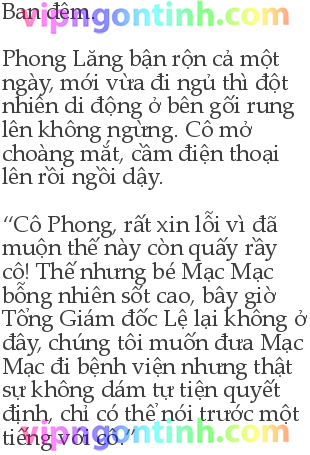 Ban đêm.
vipngontinh.com
Phong Lăng bận rộn cả một
ngày, mới vừa đi ngủ thì đột
nhiên di động ở bên gối rung
lên không ngừng. Cô mở
choàng mắt, cầm điện thoại
lên rồi ngồi dậy.
“Cô Phong, rất xin lỗi vì đã
muộn thế này còn quấy rầy
cô! Thế nhưng bé Mạc Mạc
bỗng nhiên sốt cao, bây giờ
Tổng Giám đốc Lệ lại không ở
đây, chúng tôi muốn đưa Mạc
Mạc đi bệnh viện nhưng thật
sự không dám tự tiện quyết
định, chỉ có thể nói trước một
tiếng với cô.”
vipngontinh.com